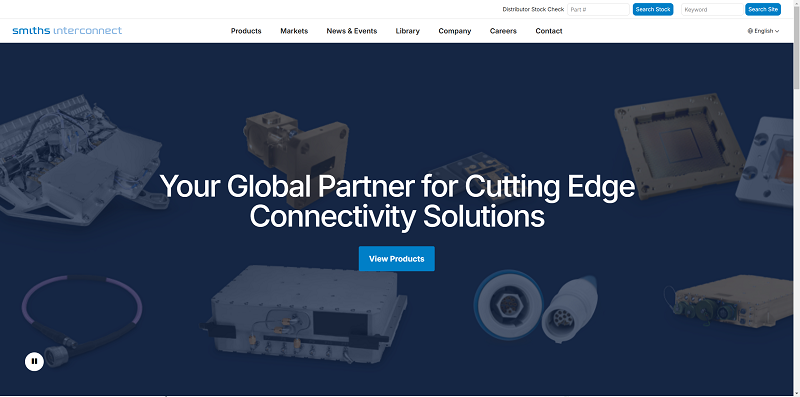 Distributor Stock Check Part # Search Stock Keyword Search Site
smiths interconnect Products Markets News & Events Library Company Careers Contact English
Your Global Partner for Cutting Edge
Connectivity Solutions
View Products